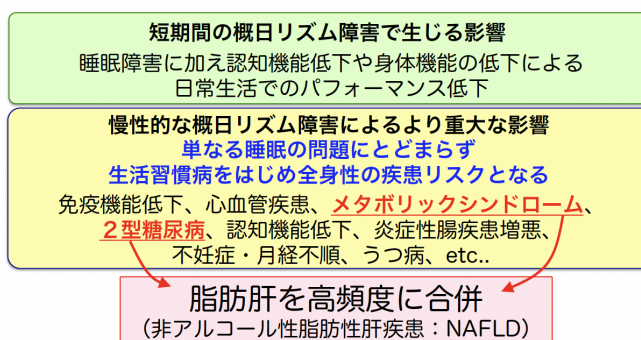 短期間の概日リズム障害で生じる影響
睡眠障害に加え認知機能低下や身体機能の低下による
日常生活でのパフォーマンス低下
慢性的な概日リズム障害によるより重大な影響
単なる睡眠の問題にとどまらず
生活習慣病をはじめ全身性の疾患リスクとなる
免疫機能低下、心血管疾患、メタボリックシンドローム、
２型糖尿病、認知機能低下、炎症性腸疾患増悪、
不妊症・月経不順、うつ病、etc..
脂肪肝を高頻度に合併
（非アルコール性脂肪性肝疾患：NAFLD）